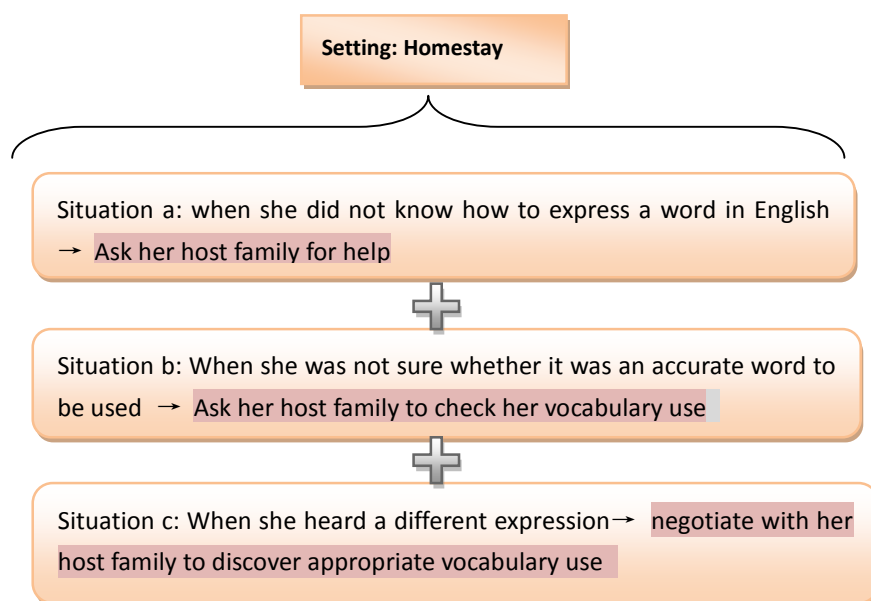 Setting: Homestay
Situation a: when she did not know how to express a word in English
→ Ask her host family for help
Situation b: When she was not sure whether it was an accurate word to
be used → Ask her host family to check her vocabulary use
Situation c: When she heard a different expression→ negotiate with her
host family to discover appropriate vocabulary use